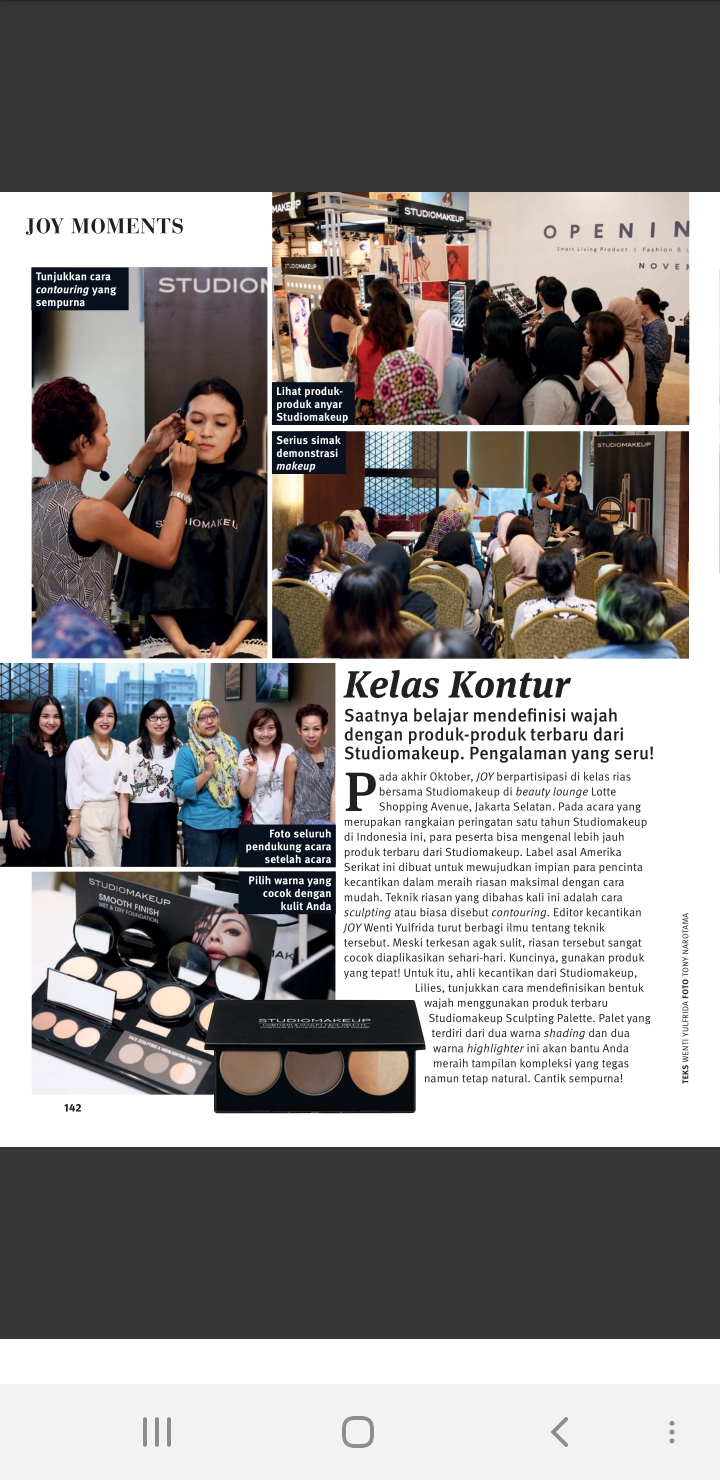 JOY MOMENTS
Tunjukkan cara
contouring yang
sempurna
STUDION
STUDIOMAKEU
MAKEUP
STUDIOMAKEUP
STUDIOMAKEUP
OPENIN
Smart Living Product | Fashion & L
NOVEM
Lihat produk-
produk anyar
Studiomakeup
Serius simak
demonstrasi
makeup
STUDIOMAKEUP
Foto seluruh
pendukung acara
setelah acara
Pilih warna yang
cocok dengan
kulit Anda
STUDIOMAKEUP
SMOOTH FINISH
WET & DRY FOUNDATION
MAK
FACE SCULPTING & HIGHLIGHTING PALETTE
STUDIOMAKEUP
Kelas Kontur
Saatnya belajar mendefinisi wajah
dengan produk-produk terbaru dari
Studiomakeup. Pengalaman yang seru!
Pada akhir Oktober, JOY berpartisipasi di kelas rias
bersama Studiomakeup di beauty lounge Lotte
Shopping Avenue, Jakarta Selatan. Pada acara yang
merupakan rangkaian peringatan satu tahun Studiomakeup
di Indonesia ini, para peserta bisa mengenal lebih jauh
produk terbaru dari Studiomakeup. Label asal Amerika
Serikat ini dibuat untuk mewujudkan impian para pencinta
kecantikan dalam meraih riasan maksimal dengan cara
mudah. Teknik riasan yang dibahas kali ini adalah cara
sculpting atau biasa disebut contouring. Editor kecantikan
JOY Wenti Yulfrida turut berbagi ilmu tentang teknik
tersebut. Meski terkesan agak sulit, riasan tersebut sangat
cocok diaplikasikan sehari-hari. Kuncinya, gunakan produk
yang tepat! Untuk itu, ahli kecantikan dari Studiomakeup,
Lilies, tunjukkan cara mendefinisikan bentuk
wajah menggunakan produk terbaru
Studiomakeup Sculpting Palette. Palet yang
terdiri dari dua warna shading dan dua
warna highlighter ini akan bantu Anda
meraih tampilan kompleksi yang tegas
namun tetap natural. Cantik sempurna!
TEKS WENTI YULFRIDA FOTO TONY NAROTAMA
142